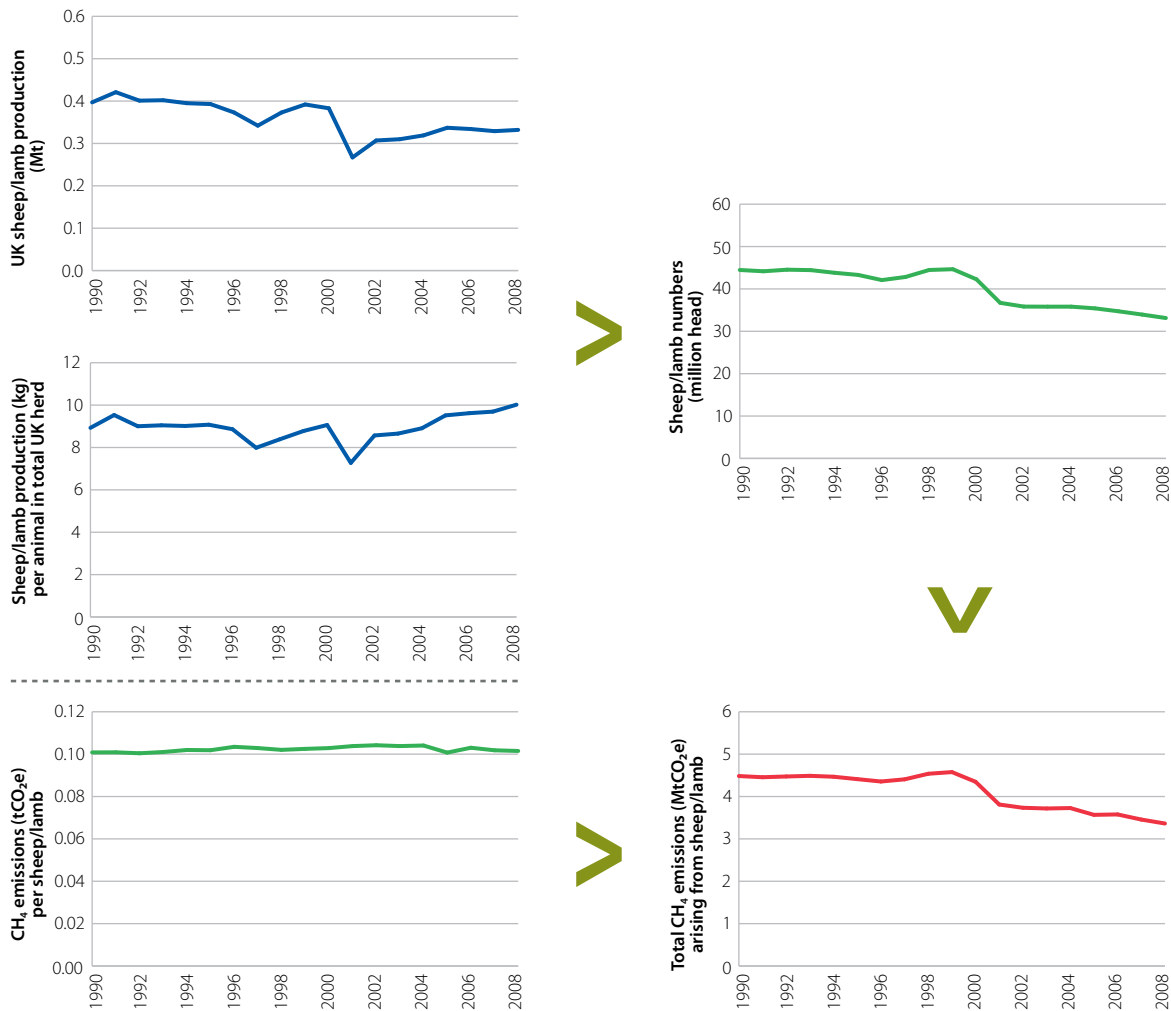 UK sheep/lamb production
(Mt)
0.6
0.5
0.4
0.3
0.2
0.1
0.0
1990 1992 1994 1996 1998 2000 2002 2004 2006 2008
Sheep/lamb production (kg)
per animal in total UK herd
12
10
8
6
4
2
0
1990 1992 1994 1996 1998 2000 2002 2004 2006 2008
>
Sheep/lamb numbers
(million head)
60
50
40
30
20
10
0
1990 1992 1994 1996 1998 2000 2002 2004 2006 2008
CH₄ emissions (tCO₂e)
per sheep/lamb
0.12
0.10
0.08
0.06
0.04
0.02
0.00
1990 1992 1994 1996 1998 2000 2002 2004 2006 2008
>
Total CH₄ emissions (MtCO₂e)
arising from sheep/lamb
6
5
4
3
2
1
0
1990 1992 1994 1996 1998 2000 2002 2004 2006 2008